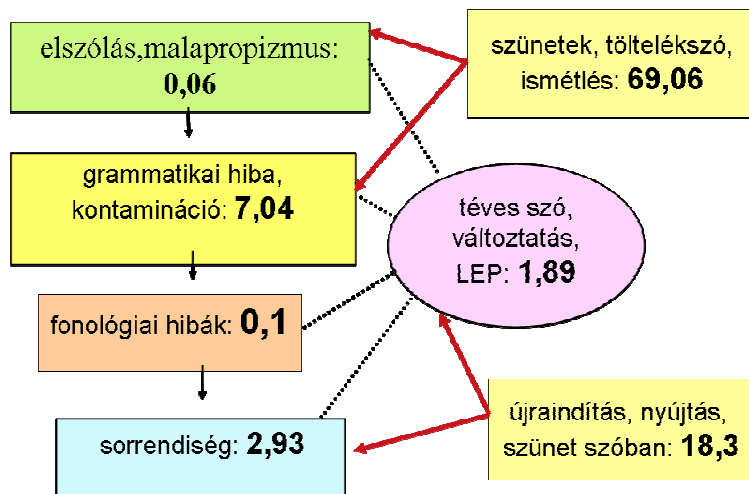 elszólás,malapropizmus:
0,06
szünetek, töltelékszó,
ismétlés: 69,06
grammatikai hiba,
kontamináció: 7,04
téves szó,
változtatás,
LEP: 1,89
fonológiai hibák: 0,1
sorrendiség: 2,93
újraindítás, nyújtás,
szünet szóban: 18,3